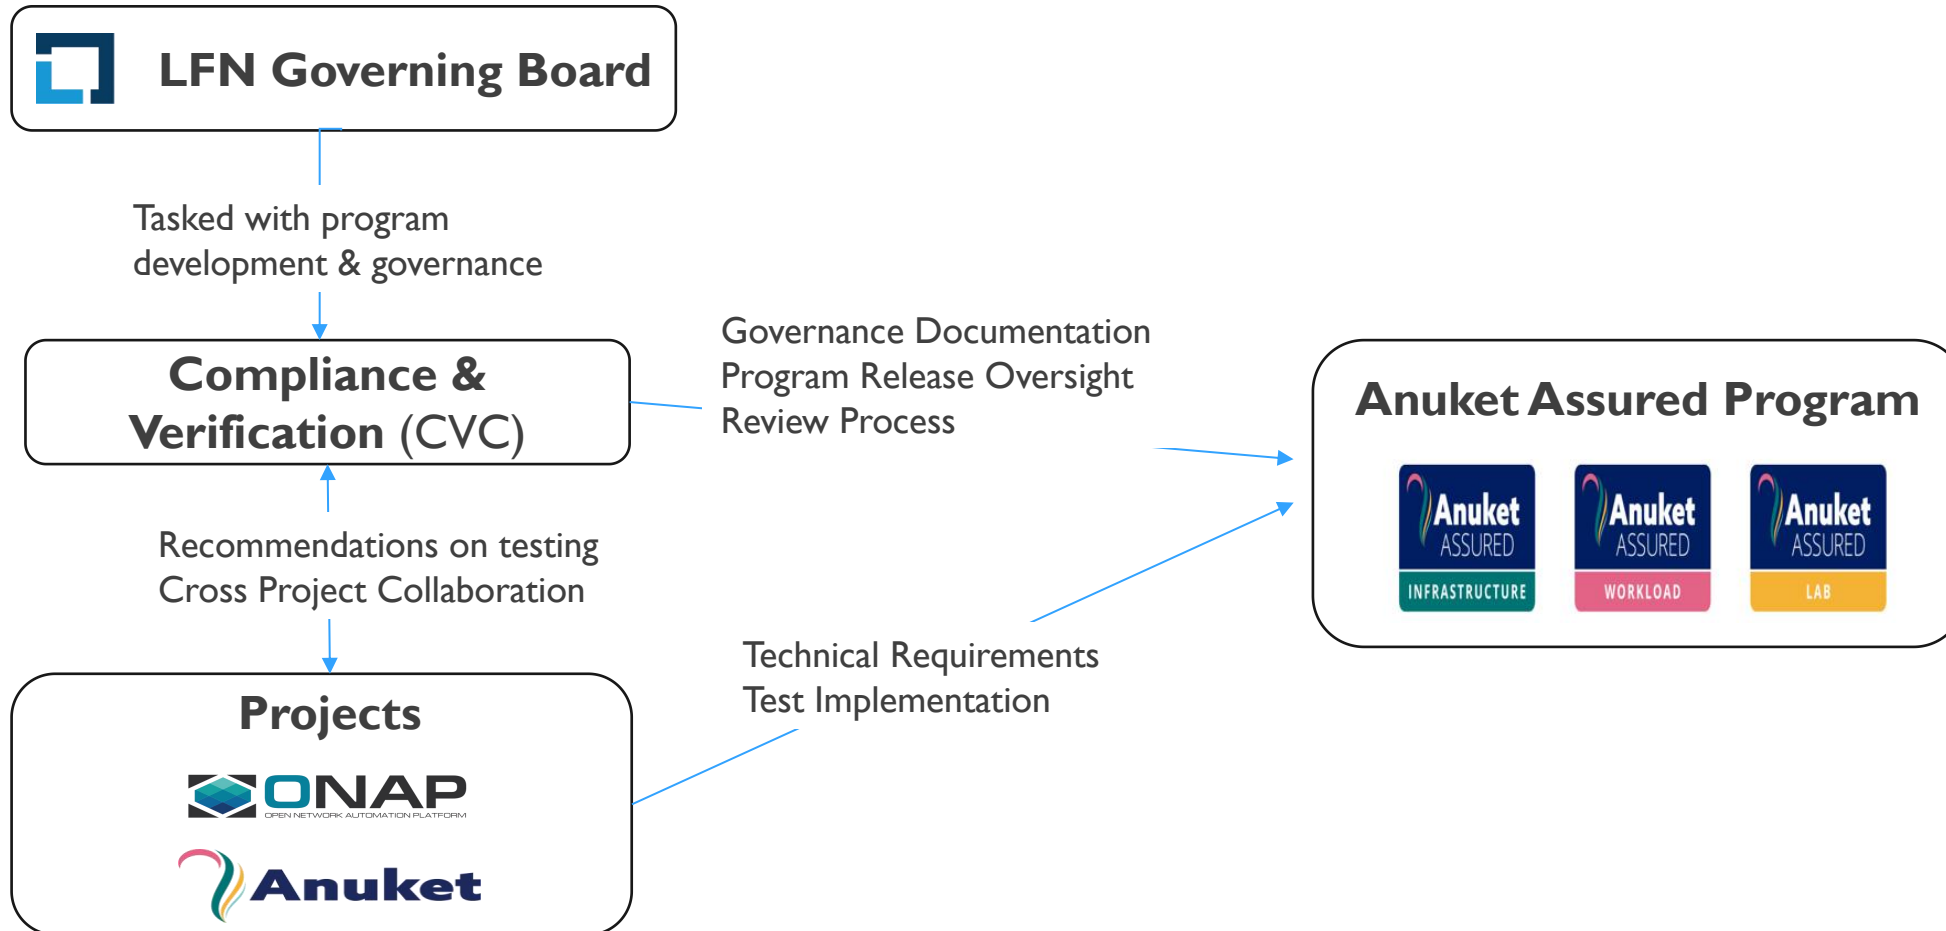 LFN Governing Board
Tasked with program
development & governance
Compliance &
Verification (CVC)
Governance Documentation
Program Release Oversight
Review Process
Recommendations on testing
Cross Project Collaboration
Projects
ONAP
OPEN NETWORK AUTOMATION PLATFORM
Anuket
Technical Requirements
Test Implementation
Anuket Assured Program
Anuket
ASSURED
INFRASTRUCTURE
Anuket
ASSURED
WORKLOAD
Anuket
ASSURED
LAB